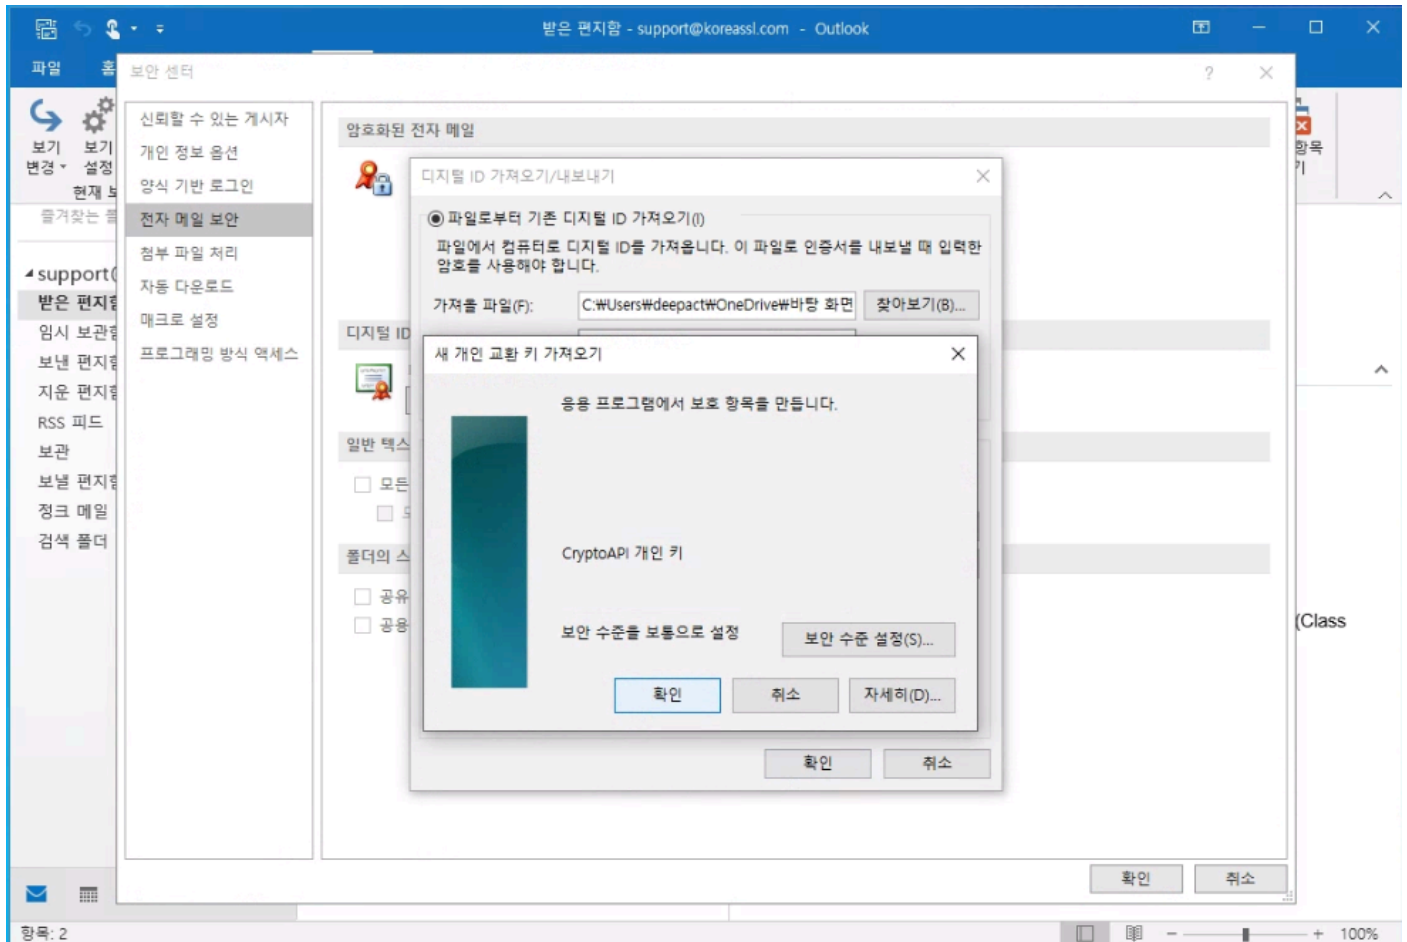 받은 편지함 - support@koreassl.com - Outlook
파일
홈
보안 센터
?
보기
변경
보기
설정
현재
신뢰할 수 있는 게시자
개인 정보 옵션
양식 기반 로그인
전자 메일 보안
첨부 파일 처리
자동 다운로드
매크로 설정
프로그래밍 방식 액세스
즐겨찾는
support(
받은 편지함
임시 보관함
보낸 편지함
지운 편지함
RSS 피드
보관
보낼 편지함
정크 메일
검색 폴더
암호화된 전자 메일
디지털 ID
일반 텍스
모든
폴더의 스
공유
공용
항목
기
(Class
디지털 ID 가져오기/내보내기
파일로부터 기존 디지털 ID 가져오기(I)
파일에서 컴퓨터로 디지털 ID를 가져옵니다. 이 파일로 인증서를 내보낼 때 입력한
암호를 사용해야 합니다.
가져올 파일(F):
C:₩Users₩deepact₩OneDrive₩바탕 화면
찾아보기(B)...
새 개인 교환 키 가져오기
응용 프로그램에서 보호 항목을 만듭니다.
CryptoAPI 개인 키
보안 수준을 보통으로 설정
보안 수준 설정(S)...
확인
취소
자세히(D)...
확인
취소
확인
취소
항목: 2
100%